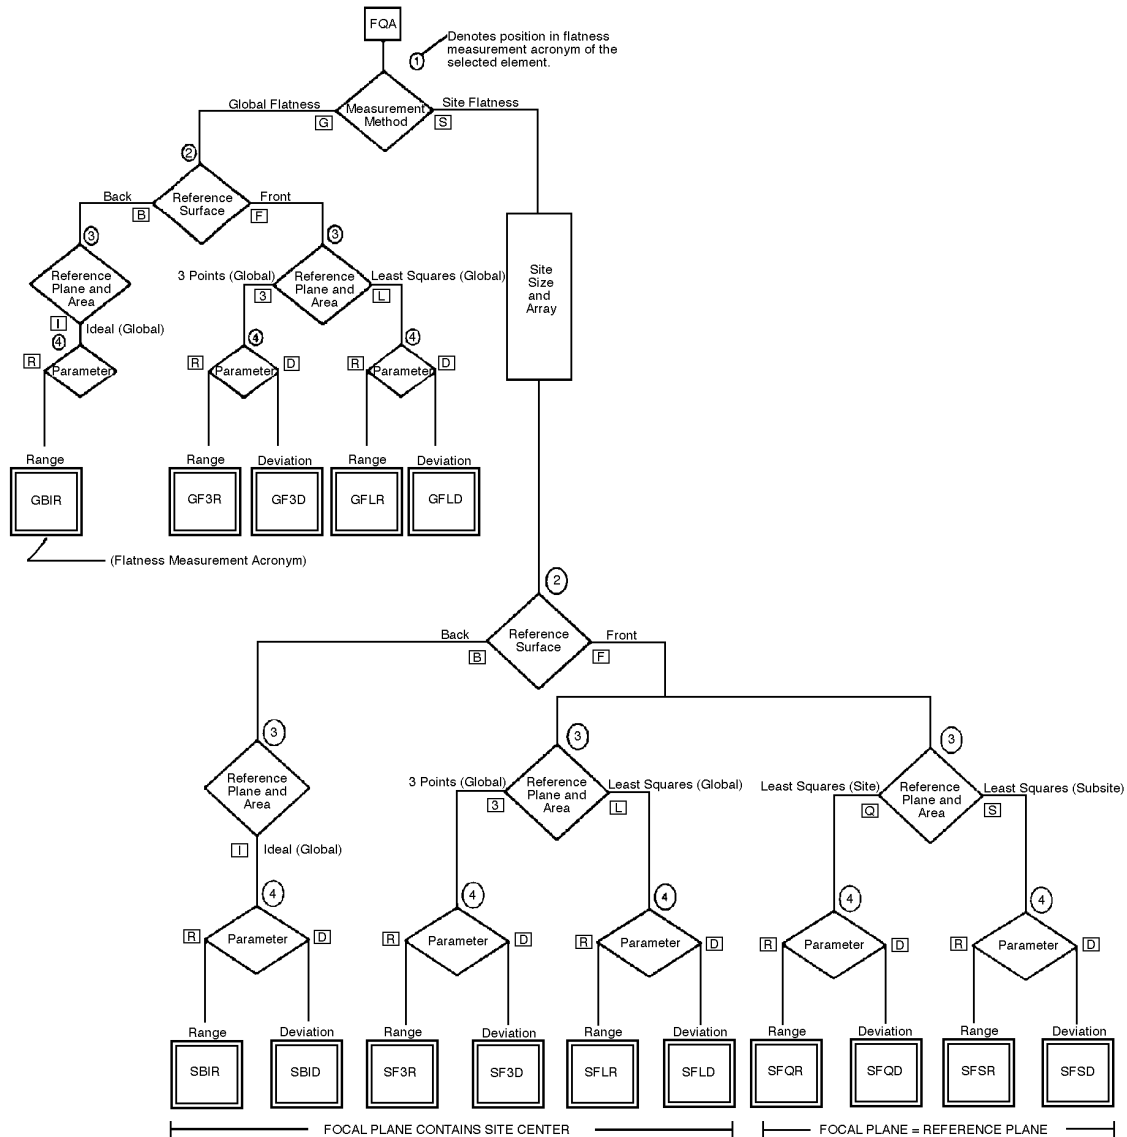 FQA
1
Denotes position in flatness
measurement acronym of the
selected element.
Global Flatness
Measurement
Method
Site Flatness
G
S
2
Back
Reference
Surface
Front
B
F
3
3
Reference
Plane and
Area
3 Points (Global)
Reference
Plane and
Area
Least Squares (Global)
3
L
Site
Size
and
Array
I
Ideal (Global)
4
4
4
R
Parameter
R
Parameter
D
R
Parameter
D
Range
Range
Deviation
Range
Deviation
GBIR
GF3R
GF3D
GFLR
GFLD
(Flatness Measurement Acronym)
2
Back
Reference
Surface
Front
B
F
3
3
3
Reference
Plane and
Area
3 Points (Global)
Reference
Plane and
Area
Least Squares (Global)
3
L
Least Squares (Site)
Reference
Plane and
Area
Least Squares (Subsite)
Q
S
I
Ideal (Global)
4
4
4
4
4
R
Parameter
D
R
Parameter
D
R
Parameter
D
R
Parameter
D
R
Parameter
D
Range
Deviation
Range
Deviation
Range
Deviation
Range
Deviation
Range
Deviation
SBIR
SBID
SF3R
SF3D
SFLR
SFLD
SFQR
SFQD
SFSR
SFSD
FOCAL PLANE CONTAINS SITE CENTER
FOCAL PLANE = REFERENCE PLANE